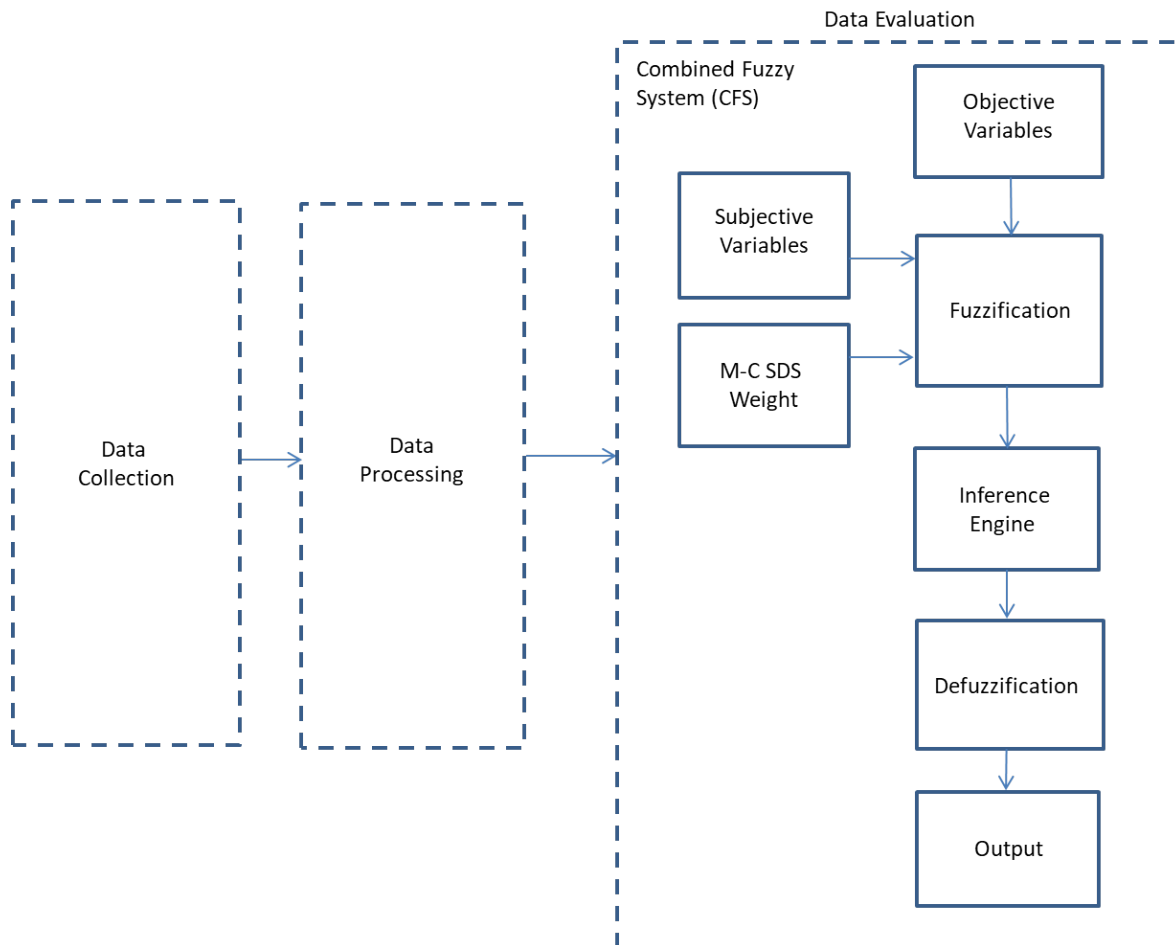 Data Evaluation
Combined Fuzzy
System (CFS)
Objective
Variables
Subjective
Variables
Fuzzification
M-C SDS
Weight
Data
Collection
Data
Processing
Inference
Engine
Defuzzification
Output